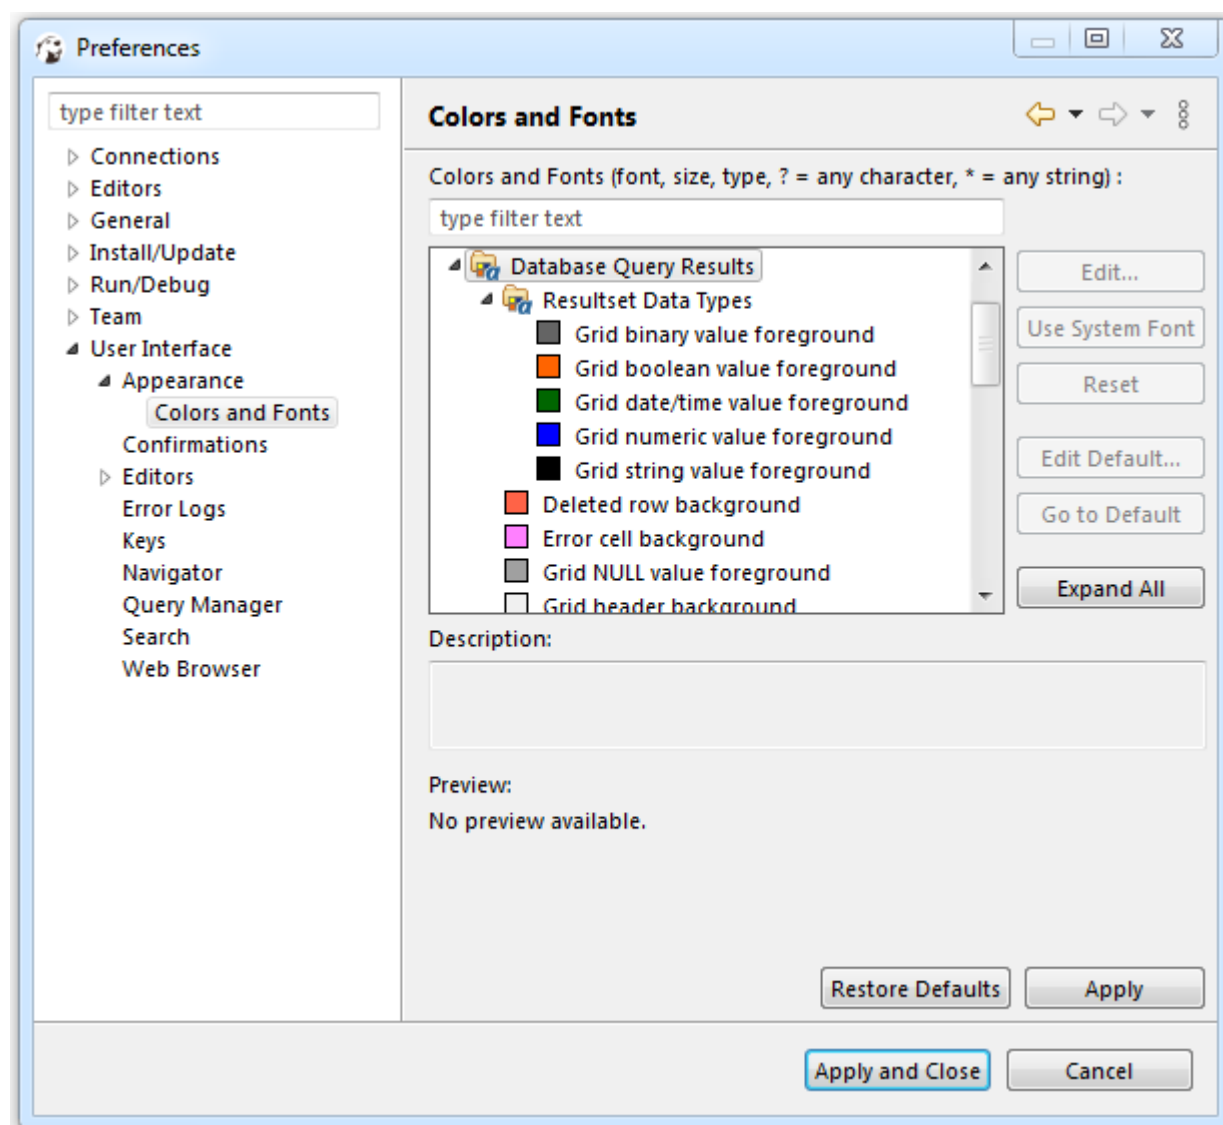 Preferences
type filter text
Connections
Editors
General
Install/Update
Run/Debug
Team
User Interface
Appearance
Colors and Fonts
Confirmations
Editors
Error Logs
Keys
Navigator
Query Manager
Search
Web Browser
Colors and Fonts
Colors and Fonts (font, size, type, ? = any character, * = any string) :
type filter text
Database Query Results
Resultset Data Types
Grid binary value foreground
Grid boolean value foreground
Grid date/time value foreground
Grid numeric value foreground
Grid string value foreground
Deleted row background
Error cell background
Grid NULL value foreground
Grid header background
Edit...
Use System Font
Reset
Edit Default...
Go to Default
Expand All
Description:
Preview:
No preview available.
Restore Defaults
Apply
Apply and Close
Cancel